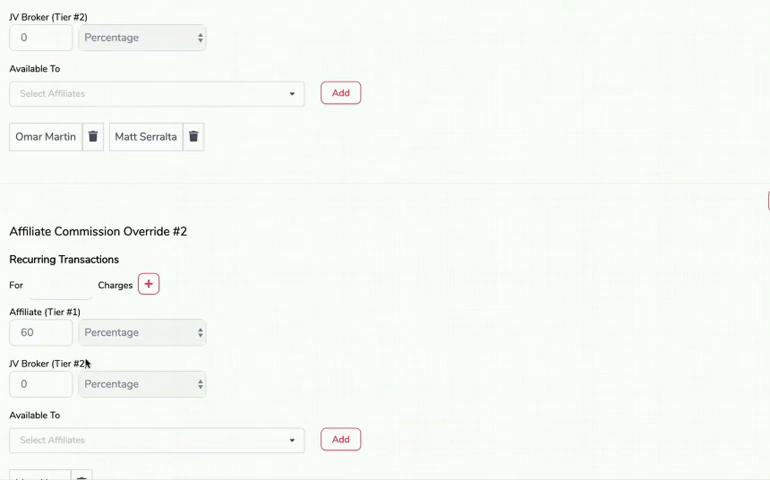 JV Broker (Tier #2)
0 Percentage
Available To
Select Affiliates Add
Omar Martin Matt Serralta
Affiliate Commission Override #2
Recurring Transactions
For Charges +
Affiliate (Tier #1)
60 Percentage
JV Broker (Tier #2)
0 Percentage
Available To
Select Affiliates Add